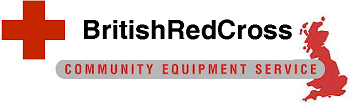 BritishRedCross
COMMUNITY EQUIPMENT SERVICE